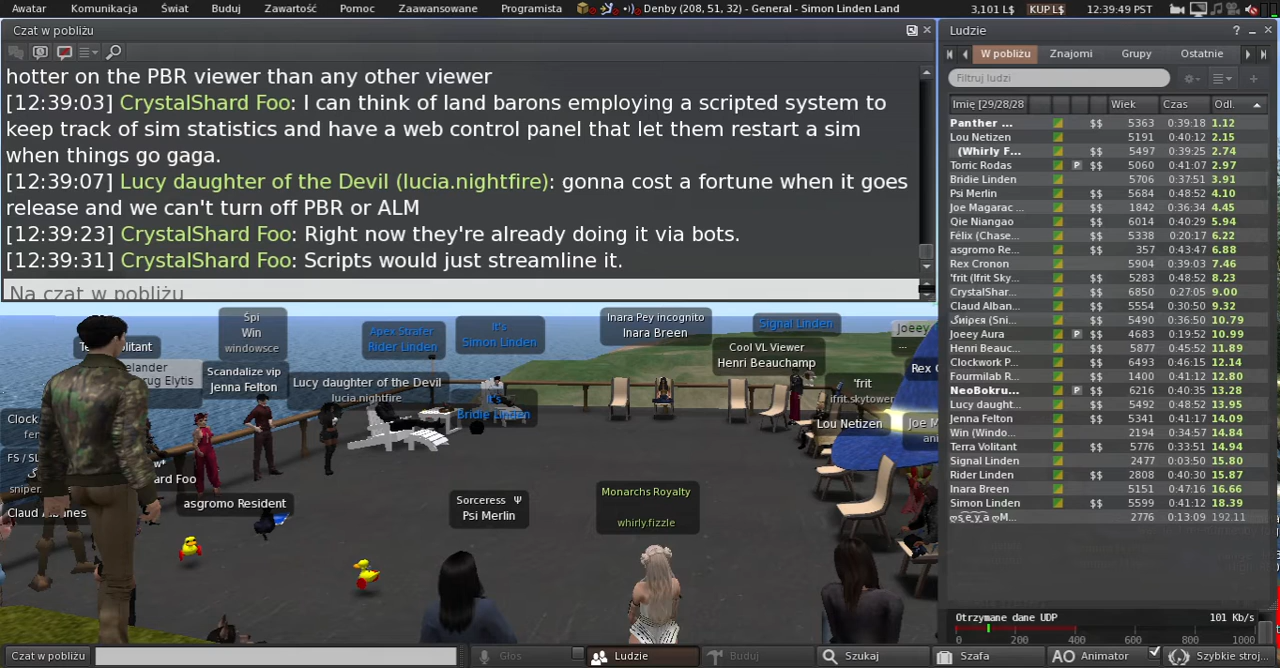 Awatar Komunikacja Świat Buduj Zawartość Pomoc Zaawansowane Programista Denby (208, 51, 32) - General - Simon Linden Land 3,101 L$ KUP L$ 12:39:49 PST
Czat w pobliżu
hotter on the PBR viewer than any other viewer
[12:39:03] CrystalShard Foo: I can think of land barons employing a scripted system to
keep track of sim statistics and have a web control panel that let them restart a sim
when things go gaga.
[12:39:07] Lucy daughter of the Devil (lucia.nightfire): gonna cost a fortune when it goes
release and we can't turn off PBR or ALM
[12:39:23] CrystalShard Foo: Right now they're already doing it via bots.
[12:39:31] CrystalShard Foo: Scripts would just streamline it.
Na czat w pobliżu
Ludzie
W pobliżu Znajomi Grupy Ostatnie
Filtruj ludzi
Imię [29/28/28 Wiek Czas Odl.
Panther ... $$ 5363 0:39:18 1.12
Lou Netizen 5191 0:40:12 2.15
(Whirly F... $$ 5497 0:39:25 2.74
Torric Rodas P $$ 5060 0:41:07 2.97
Bridie Linden 5706 0:37:51 3.91
Psi Merlin $$ 5684 0:48:52 4.10
Joe Magarac ... $$ 1842 0:36:34 4.45
Qie Niangao $$ 6014 0:40:29 5.94
Félix (Chase... $$ 5338 0:20:17 6.22
asgromo Re... $$ 357 0:43:47 6.88
Rex Cronon 5904 0:39:03 7.46
'frit (Ifrit Sky... $$ 5283 0:48:52 8.23
CrystalShar... $$ 6850 0:27:05 9.00
Claud Alban... $$ 5554 0:30:50 9.32
(Sni... $$ 5490 0:36:50 10.79
Joeey Aura P $$ 4683 0:19:52 10.99
Henri Beauc... $$ 5877 0:45:52 11.89
Clockwork P... $$ 6493 0:46:15 12.14
Fourmilab R... $$ 1400 0:41:12 12.80
NeoBokru... P $$ 6216 0:40:35 13.28
Lucy daught... $$ 5492 0:48:52 13.95
Jenna Felton $$ 5341 0:41:17 14.09
Win (Windo... 2194 0:34:57 14.84
Terra Volitant $$ 5776 0:33:51 14.94
Signal Linden 2477 0:03:50 15.80
Rider Linden $$ 2808 0:40:30 15.87
Inara Breen 5151 0:47:16 16.66
Simon Linden $$ 5599 0:41:09 18.39
2776 0:13:09 192.11
Otrzymane dane UDP 101 Kb/s
0 200 400 600 800 1000
Śpi
Win
windowsce
Apex Strafer
Rider Linden
It's
Simon Linden
Inara Pey incognito
Inara Breen
Signal Linden
Joeey
...
Cool VL Viewer
Henri Beauchamp
Rex C
'frit
ifrit.skytower
Lou Netizen
Joe M
ani
Scandalize vip
Jenna Felton
Lucy daughter of the Devil
lucia.nightfire
It's
Bridie Linden
olitant
elander
rug Elytis
Clock
FS / SL
sniper.
ard Foo
Claud Al
nes
asgromo Resident
Sorceress Ψ
Psi Merlin
Monarchs Royalty
whirly.fizzle
Czat w pobliżu Głos Ludzie Buduj Szukaj Szafa AO Animator Szybkie stroj...